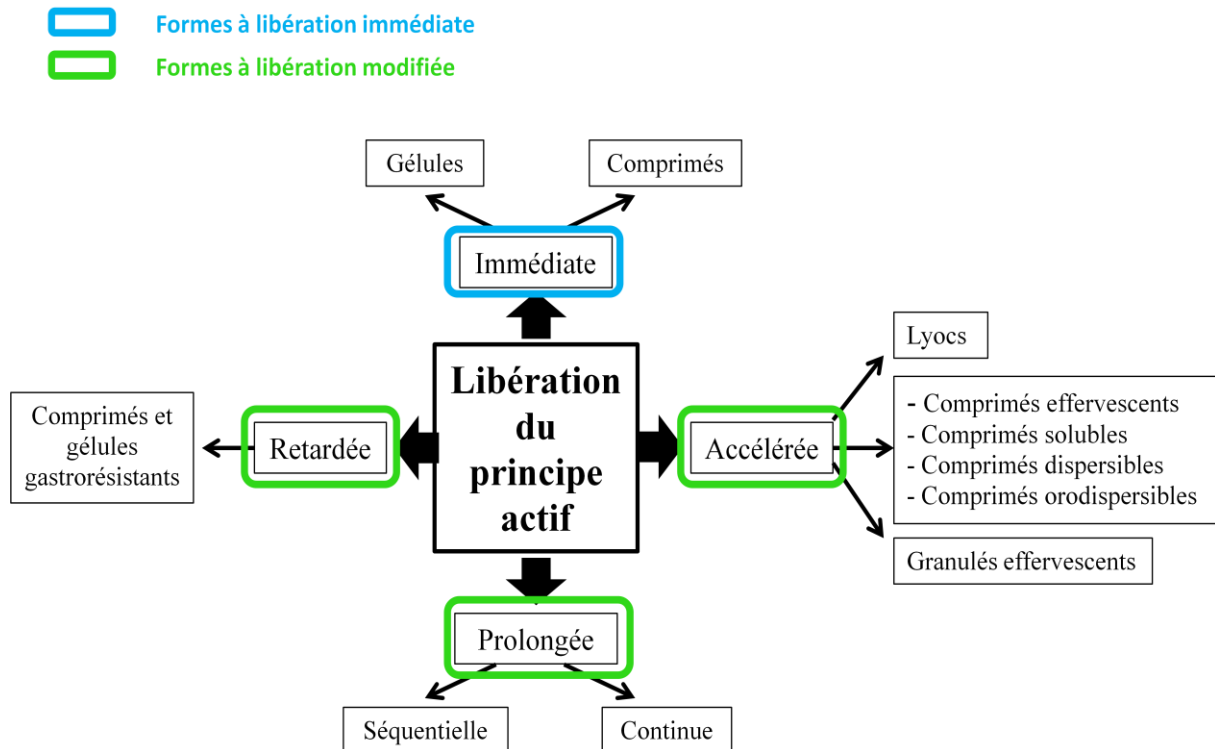 Formes à libération immédiate
Formes à libération modifiée
Gélules
Comprimés
Immédiate
Libération
du
principe
actif
Retardée
Comprimés et
gélules
gastrorésistants
Accélérée
Lyocs
- Comprimés effervescents
- Comprimés solubles
- Comprimés dispersibles
- Comprimés orodispersibles
Granulés effervescents
Prolongée
Séquentielle
Continue